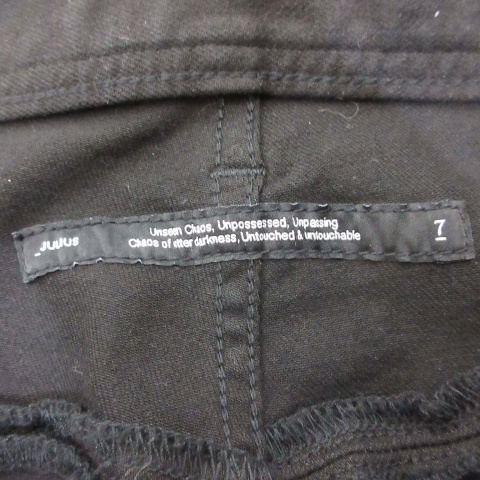 _JUlius
Unseen Chaos, Unpossessed, Unpassing
Chaos of utter darkness, Untouched & untouchable
7